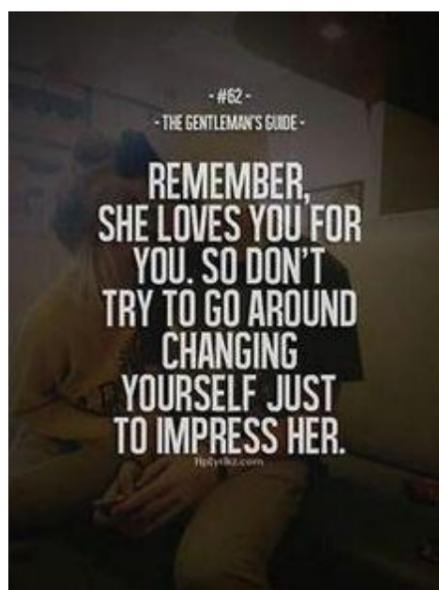 - #62 -
- THE GENTLEMAN'S GUIDE -
REMEMBER,
SHE LOVES YOU FOR
YOU. SO DON'T
TRY TO GO AROUND
CHANGING
YOURSELF JUST
TO IMPRESS HER.